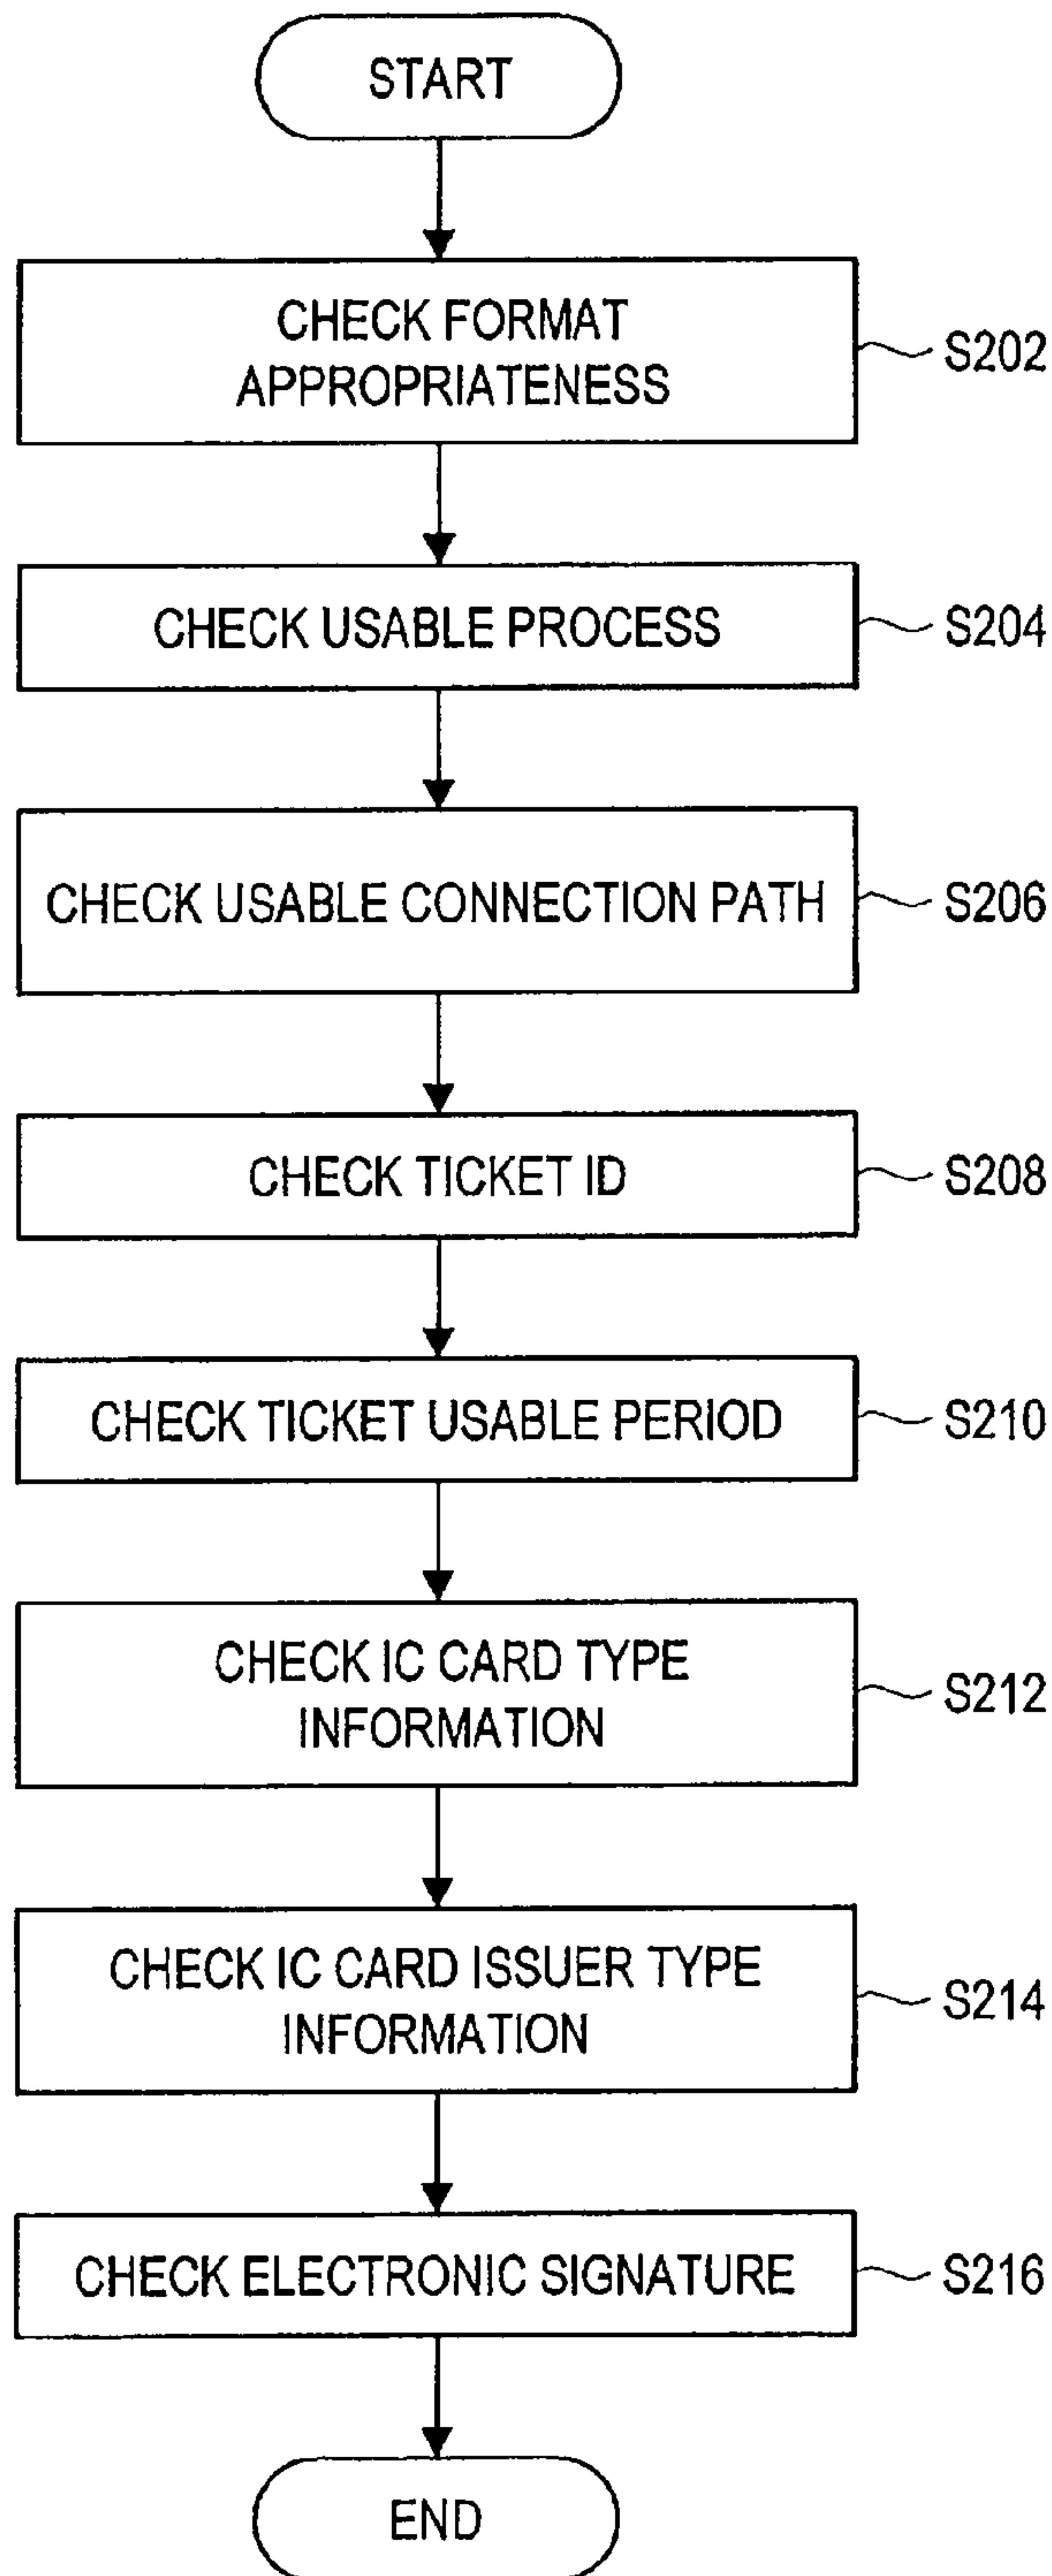 START
CHECK FORMAT
APPROPRIATENESS
S202
CHECK USABLE PROCESS
S204
CHECK USABLE CONNECTION PATH
S206
CHECK TICKET ID
S208
CHECK TICKET USABLE PERIOD
S210
CHECK IC CARD TYPE
INFORMATION
S212
CHECK IC CARD ISSUER TYPE
INFORMATION
S214
CHECK ELECTRONIC SIGNATURE
S216
END